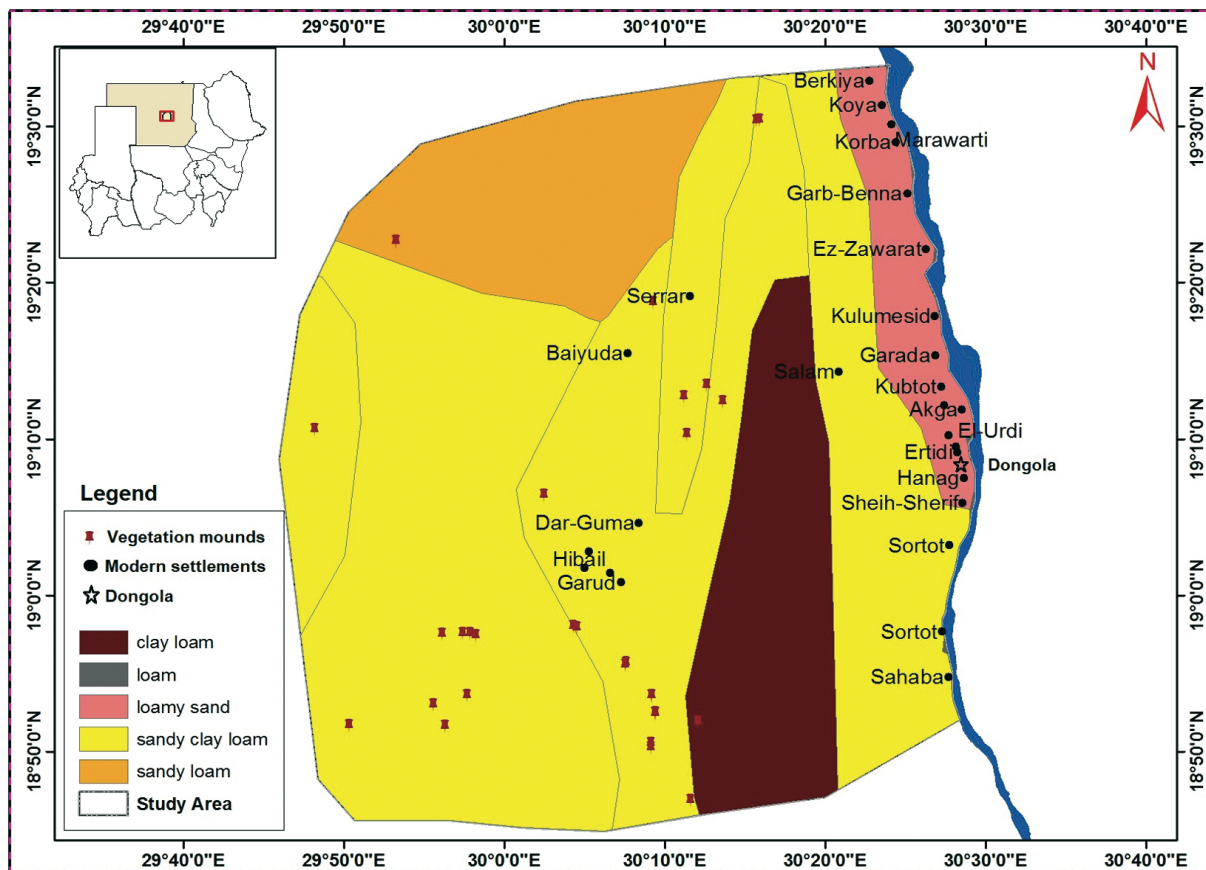 29°40'0"N 29°50'0"N 30°00'0"N 30°10'0"N 30°20'0"N 30°30'0"N 30°40'0"N
N
19°30'0"N 19°30'0"N
19°20'0"N 19°20'0"N
19°10'0"N 19°10'0"N
19°0'0"N 19°0'0"N
18°50'0"N 18°50'0"N
Berkiya
Koya
Marawarti
Korba
Garb-Benna
Ez-Zawarat
Serrar
Kulumesid
Baiyuda
Garada
Salam
Kubtot
Akga
El-Urdi
Ertidi
Dongola
Hanag
Sheih-Sherif
Dar-Guma
Sortot
Hibail
Garud
Sortot
Sahaba
Legend
Vegetation mounds
Modern settlements
Dongola
clay loam
loam
loamy sand
sandy clay loam
sandy loam
Study Area
29°40'0"N 29°50'0"N 30°00'0"N 30°10'0"N 30°20'0"N 30°30'0"N 30°40'0"N